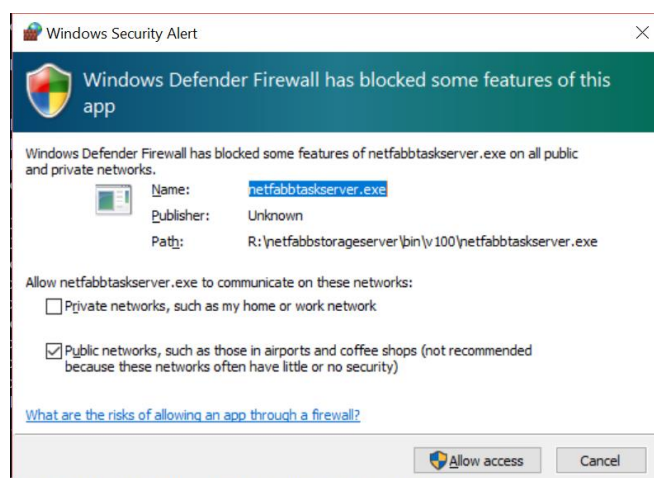 Windows Security Alert
Windows Defender Firewall has blocked some features of this
app
Windows Defender Firewall has blocked some features of netfabbtaskserver.exe on all public
and private networks.
Name: netfabbtaskserver.exe
Publisher: Unknown
Path: R:\netfabbstorageserver\bin\v100\netfabbtaskserver.exe
Allow netfabbtaskserver.exe to communicate on these networks:
Private networks, such as my home or work network
Public networks, such as those in airports and coffee shops (not recommended
because these networks often have little or no security)
What are the risks of allowing an app through a firewall?
Allow access Cancel